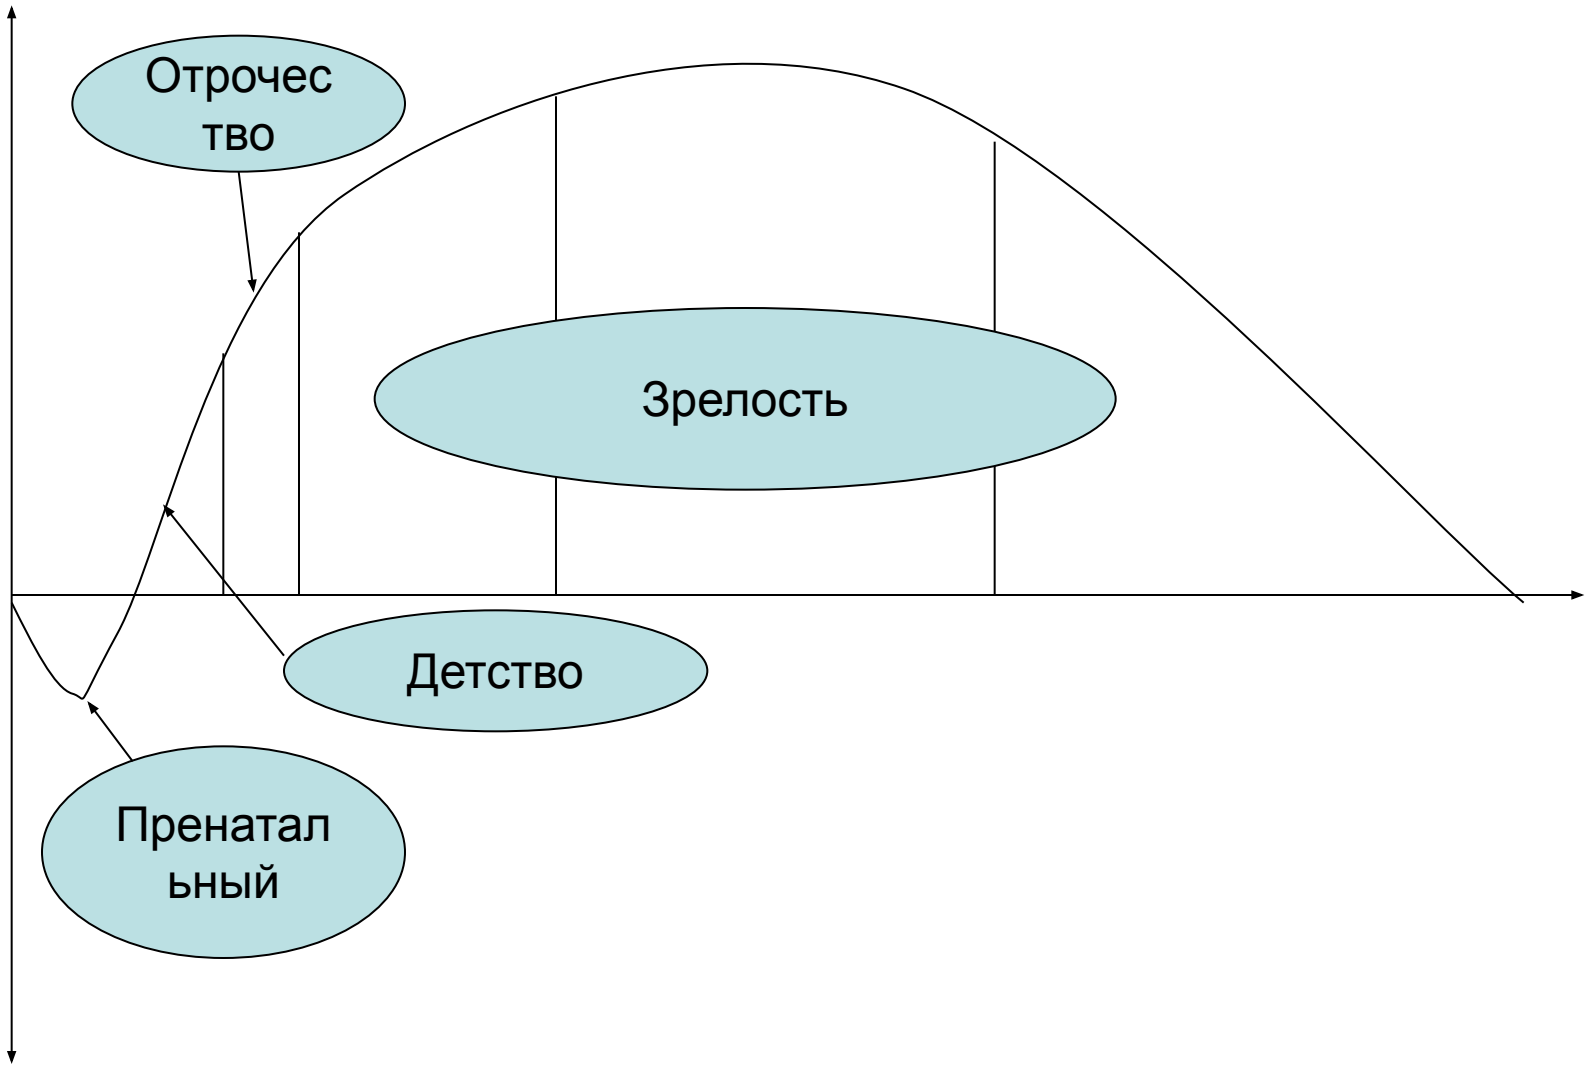 Отрочес
тво
Зрелость
Детство
Пренатал
ьный